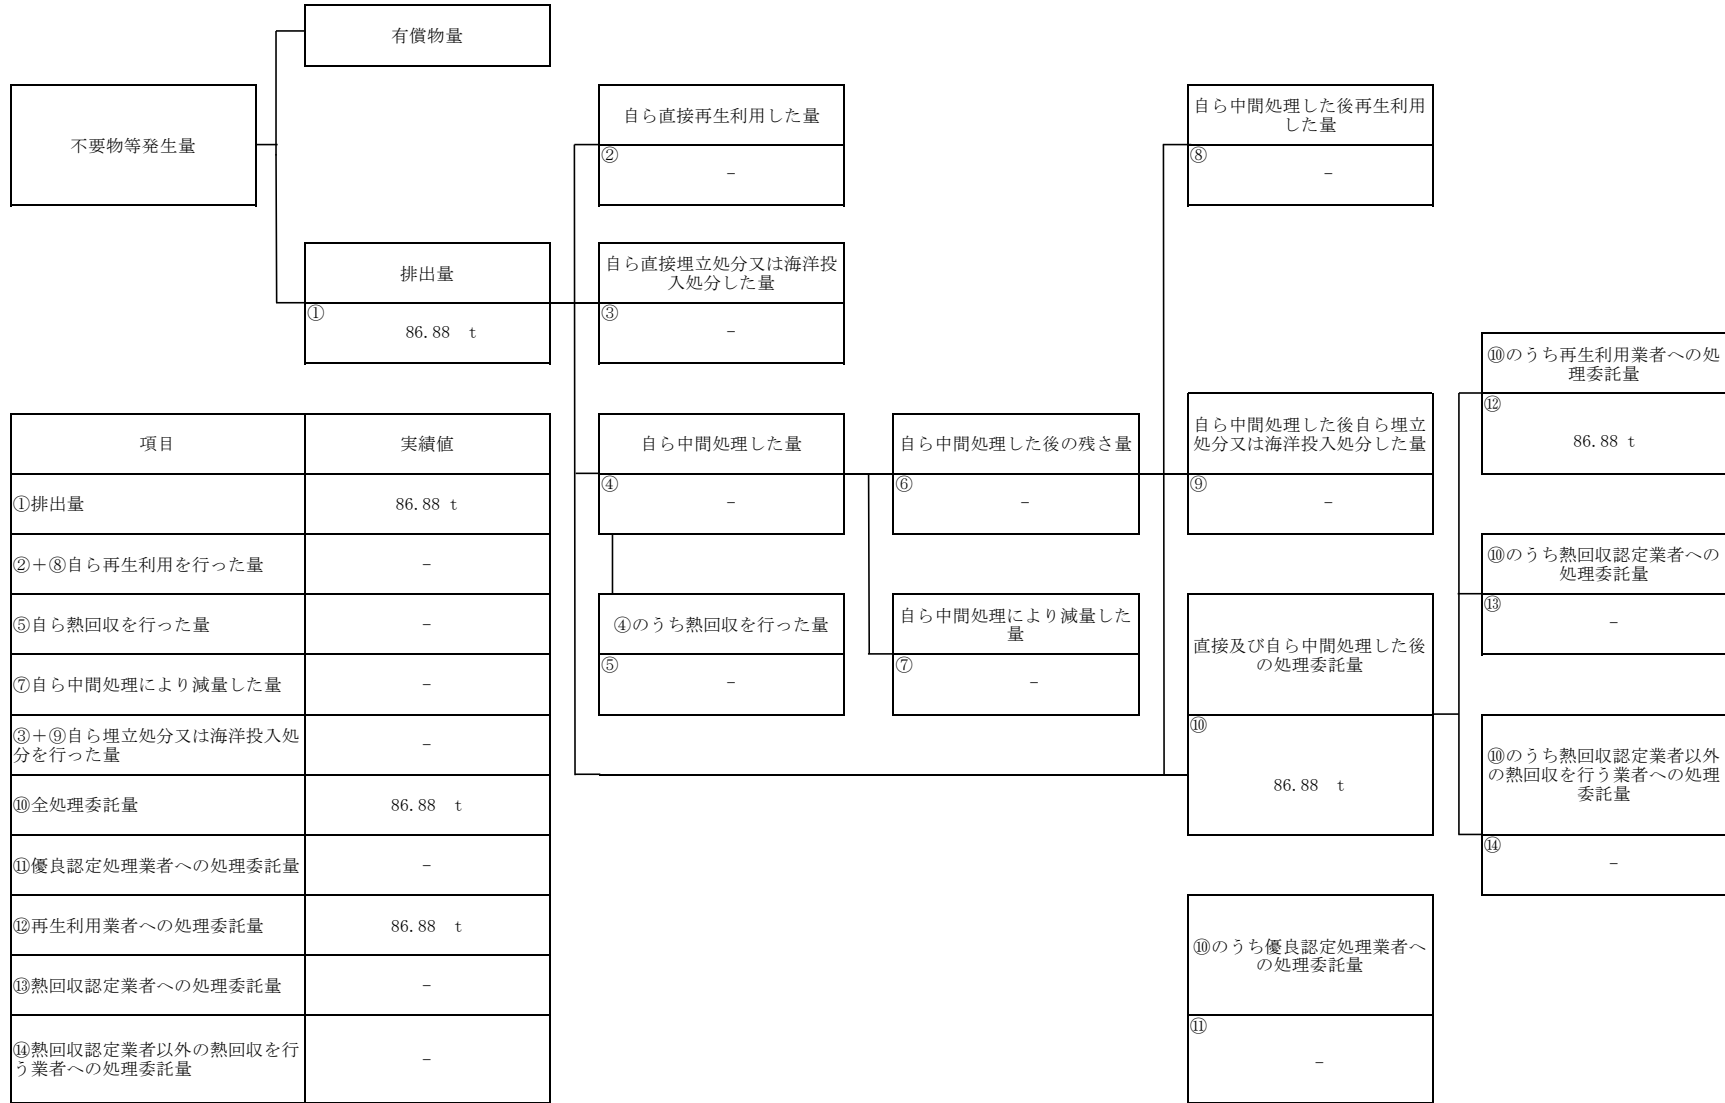 有償物量
不要物等発生量
自ら直接再生利用した量
②
－
自ら中間処理した後再生利用
した量
⑧
－
排出量
①
86.88 t
自ら直接埋立処分又は海洋投
入処分した量
③
－
⑩のうち再生利用業者への処
理委託量
⑫
86.88 t
自ら中間処理した量
④
－
自ら中間処理した後の残さ量
⑥
－
自ら中間処理した後自ら埋立
処分又は海洋投入処分した量
⑨
－
⑩のうち熱回収認定業者への
処理委託量
⑬
－
④のうち熱回収を行った量
⑤
－
自ら中間処理により減量した
量
⑦
－
直接及び自ら中間処理した後
の処理委託量
⑩
86.88 t
⑩のうち熱回収認定業者以外
の熱回収を行う業者への処理
委託量
⑭
－
⑩のうち優良認定処理業者へ
の処理委託量
⑪
－
項目 実績値
①排出量 86.88 t
②＋⑧自ら再生利用を行った量 －
⑤自ら熱回収を行った量 －
⑦自ら中間処理により減量した量 －
③＋⑨自ら埋立処分又は海洋投入処
分を行った量 －
⑩全処理委託量 86.88 t
⑪優良認定処理業者への処理委託量 －
⑫再生利用業者への処理委託量 86.88 t
⑬熱回収認定業者への処理委託量 －
⑭熱回収認定業者以外の熱回収を行
う業者への処理委託量 －